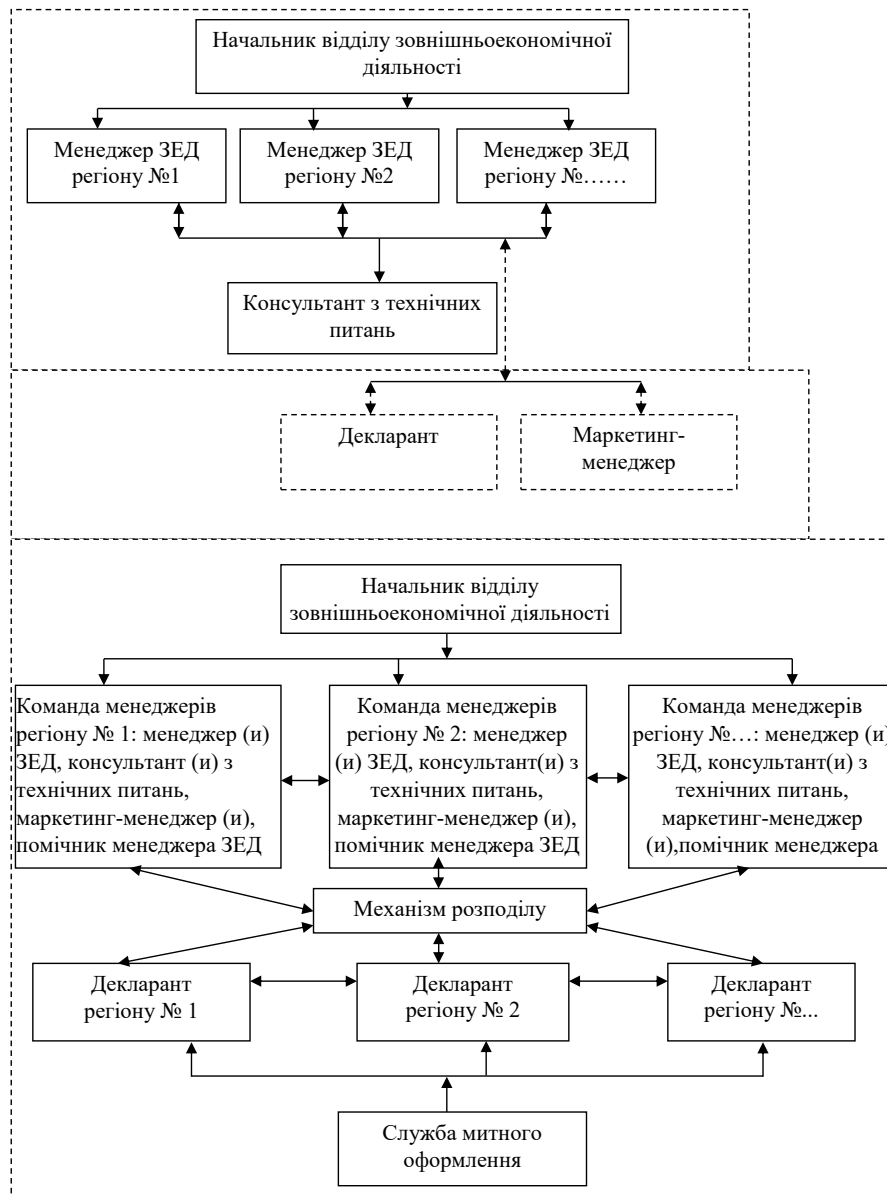 Начальник відділу зовнішньоекономічної
діяльності
Менеджер ЗЕД
регіону №1
Менеджер ЗЕД
регіону №2
Менеджер ЗЕД
регіону №……
Консультант з технічних
питань
Декларант
Маркетинг-
менеджер
Начальник відділу
зовнішньоекономічної діяльності
Команда менеджерів
регіону № 1: менеджер (и)
ЗЕД, консультант (и) з
технічних питань,
маркетинг-менеджер (и),
помічник менеджера ЗЕД
Команда менеджерів
регіону № 2: менеджер
(и) ЗЕД, консультант(и) з
технічних питань,
маркетинг-менеджер (и),
помічник менеджера ЗЕД
Команда менеджерів
регіону №…: менеджер (и)
ЗЕД, консультант(и) з
технічних питань,
маркетинг-менеджер
(и),помічник менеджера
Механізм розподілу
Декларант
регіону № 1
Декларант
регіону № 2
Декларант
регіону №...
Служба митного
оформлення